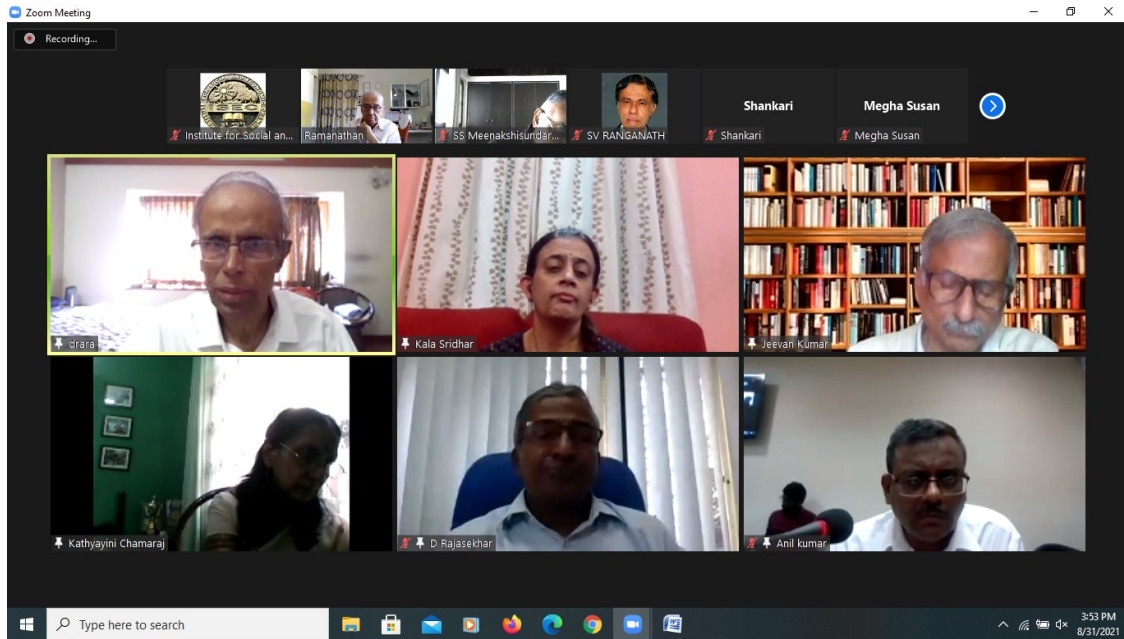 Zoom Meeting
Recording...
Institute for Social an...
Ramanathan
SS Meenakshisundar...
SV RANGANATH
Shankari
Shankari
Megha Susan
Megha Susan
drara
Kala Sridhar
Jeevan Kumar
Kathyayini Chamaraj
D Rajasekhar
Anil kumar
Type here to search
3:53 PM
8/31/2021